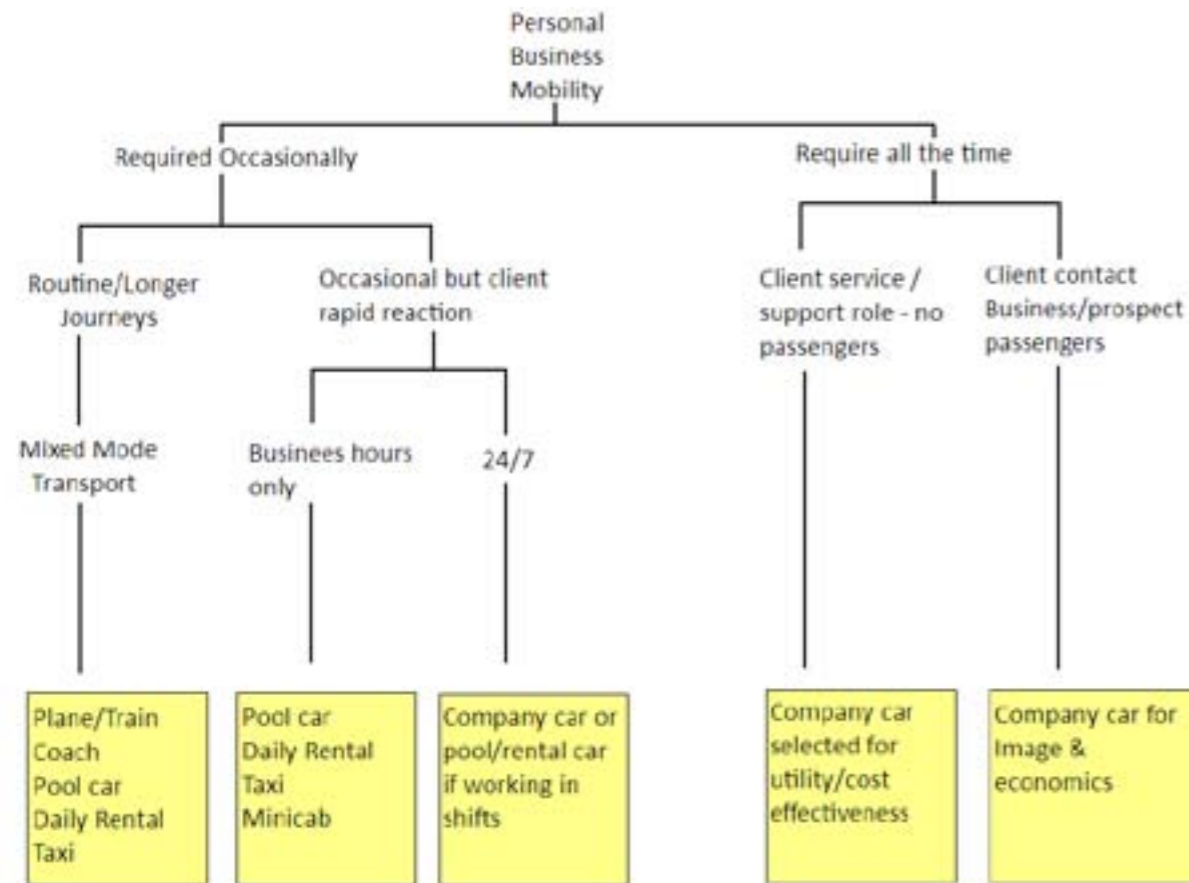 Personal
Business
Mobility
Required Occasionally
Require all the time
Routine/Longer
Journeys
Occasional but client
rapid reaction
Client service /
support role - no
passengers
Client contact
Business/prospect
passengers
Mixed Mode
Transport
Businees hours
only
24/7
Plane/Train
Coach
Pool car
Daily Rental
Taxi
Pool car
Daily Rental
Taxi
Minicab
Company car or
pool/rental car
if working in
shifts
Company car
selected for
utility/cost
effectiveness
Company car for
Image &
economics